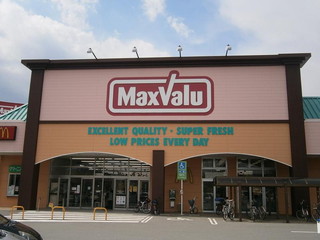 MaxValu
EXCELLENT QUALITY · SUPER FRESH
LOW PRICES EVERY DAY